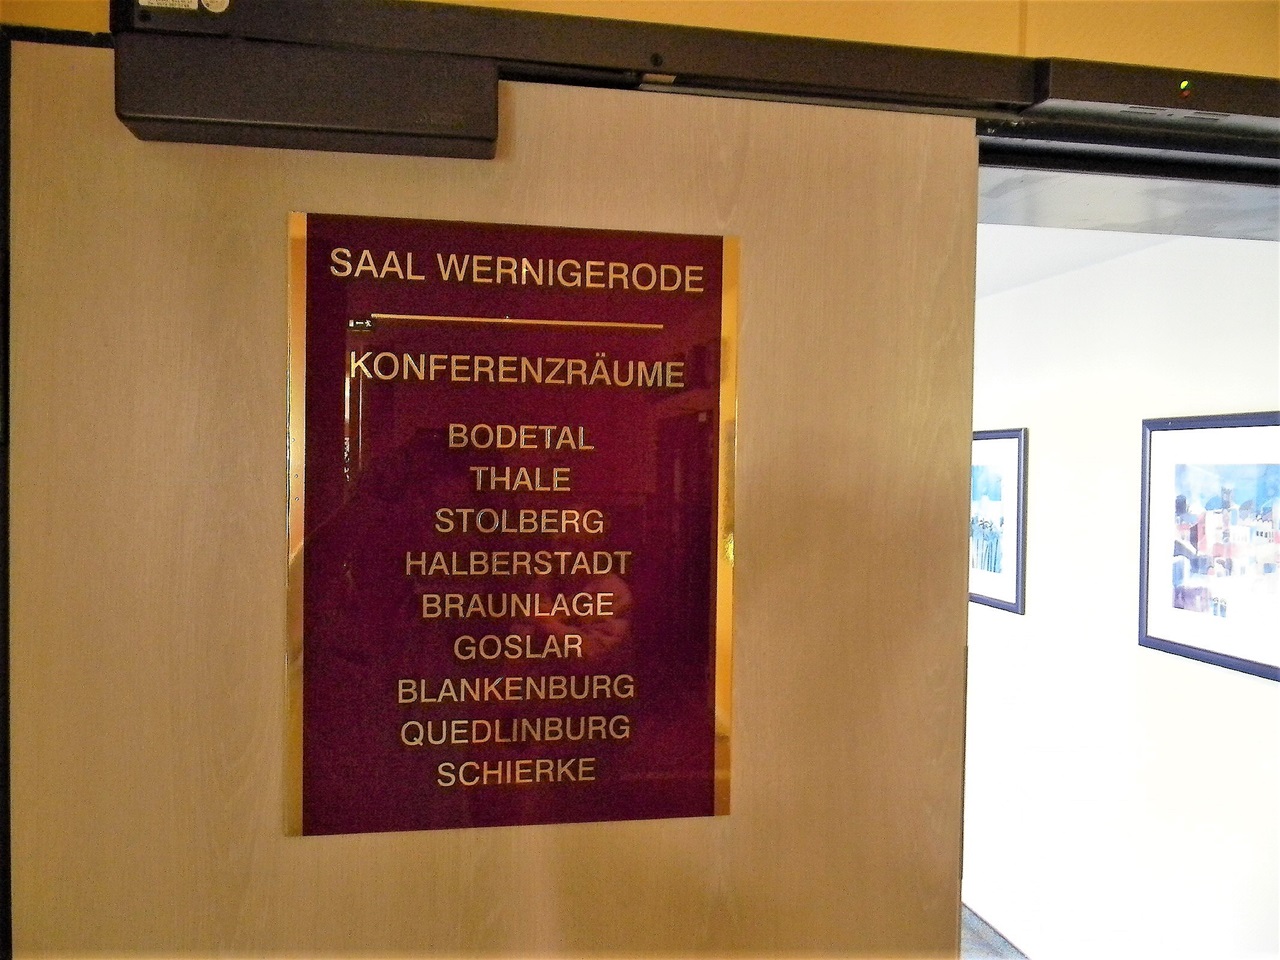 SAAL WERNIGERODE
KONFERENZRÄUME
BODETAL
THALE
STOLBERG
HALBERSTADT
BRAUNLAGE
GOSLAR
BLANKENBURG
QUEDLINBURG
SCHIERKE